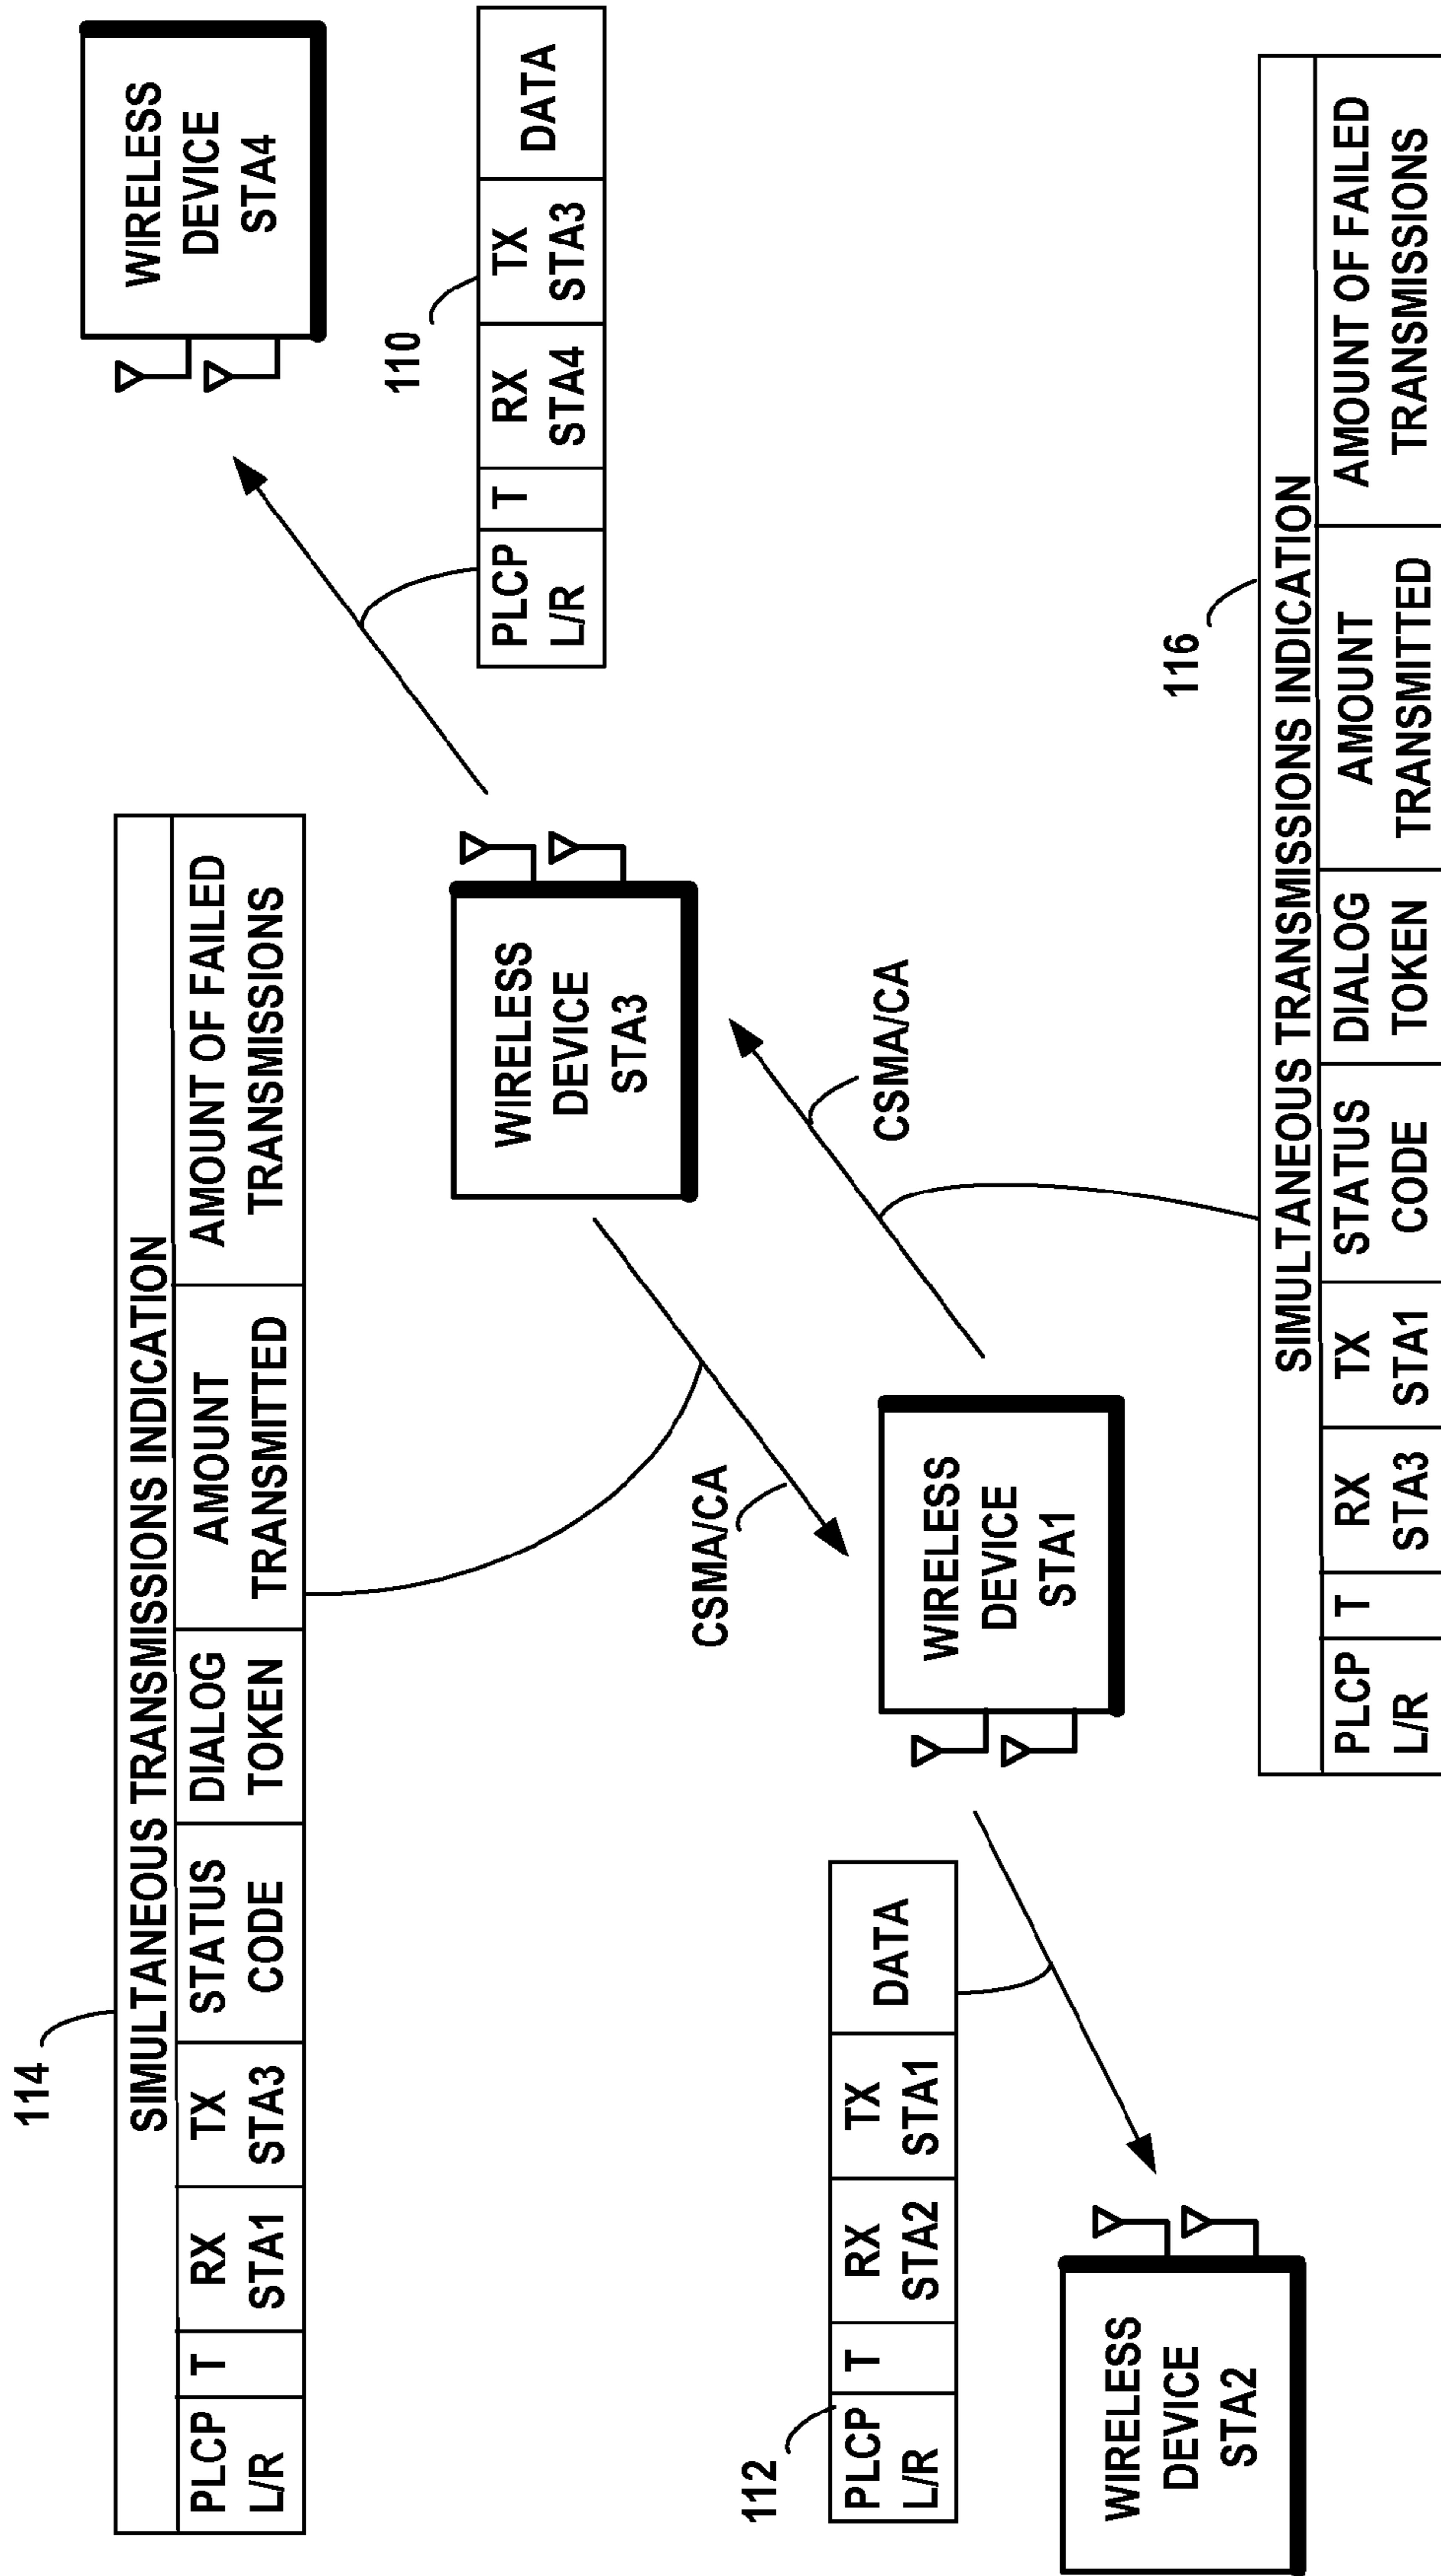 114
SIMULTANEOUS TRANSMISSIONS INDICATION
PLCP L/R
T
RX STA1
TX STA3
STATUS CODE
DIALOG TOKEN
AMOUNT TRANSMITTED
AMOUNT OF FAILED TRANSMISSIONS
WIRELESS
DEVICE
STA4
110
PLCP L/R
T
RX STA4
TX STA3
DATA
WIRELESS
DEVICE
STA3
CSMA/CA
CSMA/CA
112
PLCP L/R
T
RX STA2
TX STA1
DATA
WIRELESS
DEVICE
STA1
WIRELESS
DEVICE
STA2
116
SIMULTANEOUS TRANSMISSIONS INDICATION
PLCP L/R
T
RX STA3
TX STA1
STATUS CODE
DIALOG TOKEN
AMOUNT TRANSMITTED
AMOUNT OF FAILED TRANSMISSIONS